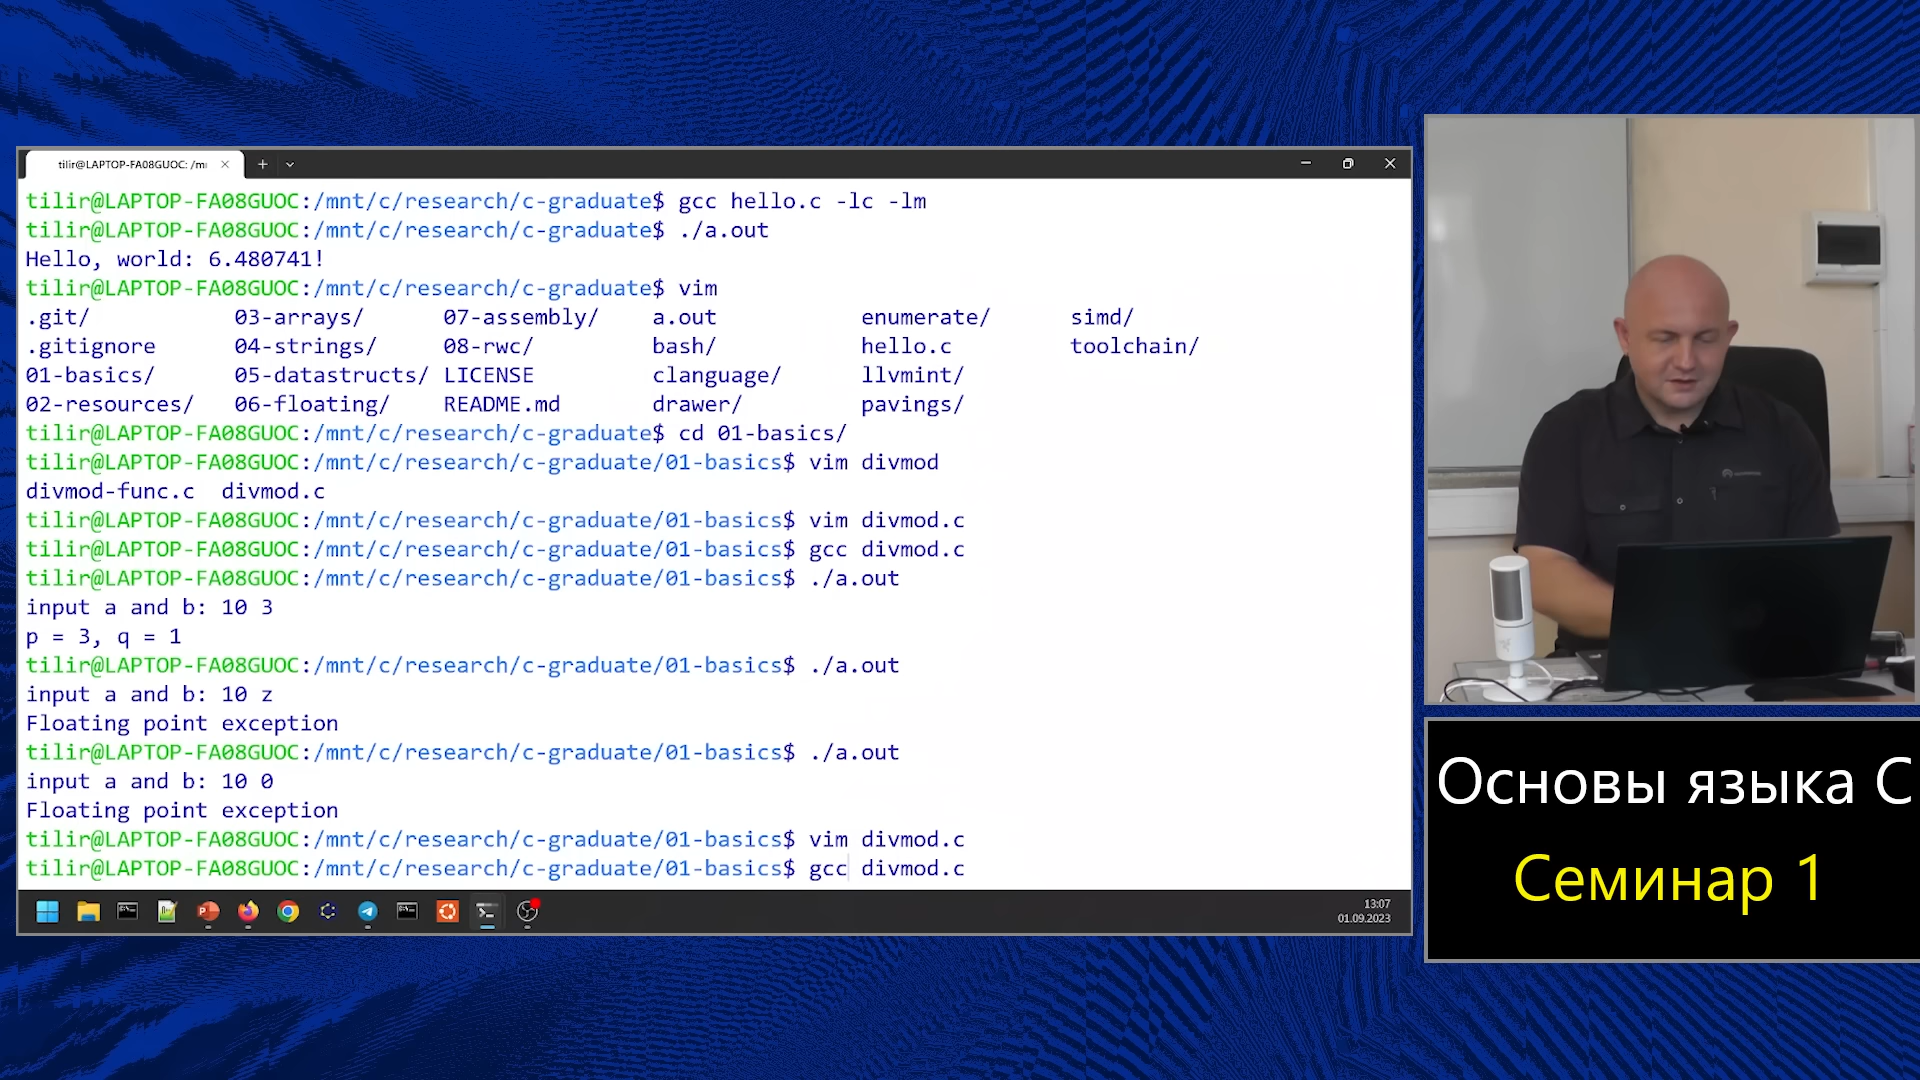 tilir@LAPTOP-FA08GUOC: /m
tilir@LAPTOP-FA08GUOC:/mnt/c/research/c-graduate$ gcc hello.c -lc -lm
tilir@LAPTOP-FA08GUOC:/mnt/c/research/c-graduate$ ./a.out
Hello, world: 6.480741!
tilir@LAPTOP-FA08GUOC:/mnt/c/research/c-graduate$ vim
.git/ 03-arrays/ 07-assembly/ a.out enumerate/ simd/
.gitignore 04-strings/ 08-rwc/ bash/ hello.c toolchain/
01-basics/ 05-datastructs/ LICENSE clanguage/ llvmint/
02-resources/ 06-floating/ README.md drawer/ pavings/
tilir@LAPTOP-FA08GUOC:/mnt/c/research/c-graduate$ cd 01-basics/
tilir@LAPTOP-FA08GUOC:/mnt/c/research/c-graduate/01-basics$ vim divmod
divmod-func.c divmod.c
tilir@LAPTOP-FA08GUOC:/mnt/c/research/c-graduate/01-basics$ vim divmod.c
tilir@LAPTOP-FA08GUOC:/mnt/c/research/c-graduate/01-basics$ gcc divmod.c
tilir@LAPTOP-FA08GUOC:/mnt/c/research/c-graduate/01-basics$ ./a.out
input a and b: 10 3
p = 3, q = 1
tilir@LAPTOP-FA08GUOC:/mnt/c/research/c-graduate/01-basics$ ./a.out
input a and b: 10 z
Floating point exception
tilir@LAPTOP-FA08GUOC:/mnt/c/research/c-graduate/01-basics$ ./a.out
input a and b: 10 0
Floating point exception
tilir@LAPTOP-FA08GUOC:/mnt/c/research/c-graduate/01-basics$ vim divmod.c
tilir@LAPTOP-FA08GUOC:/mnt/c/research/c-graduate/01-basics$ gcc divmod.c
13:07
01.09.2023
Основы языка C
Семинар 1